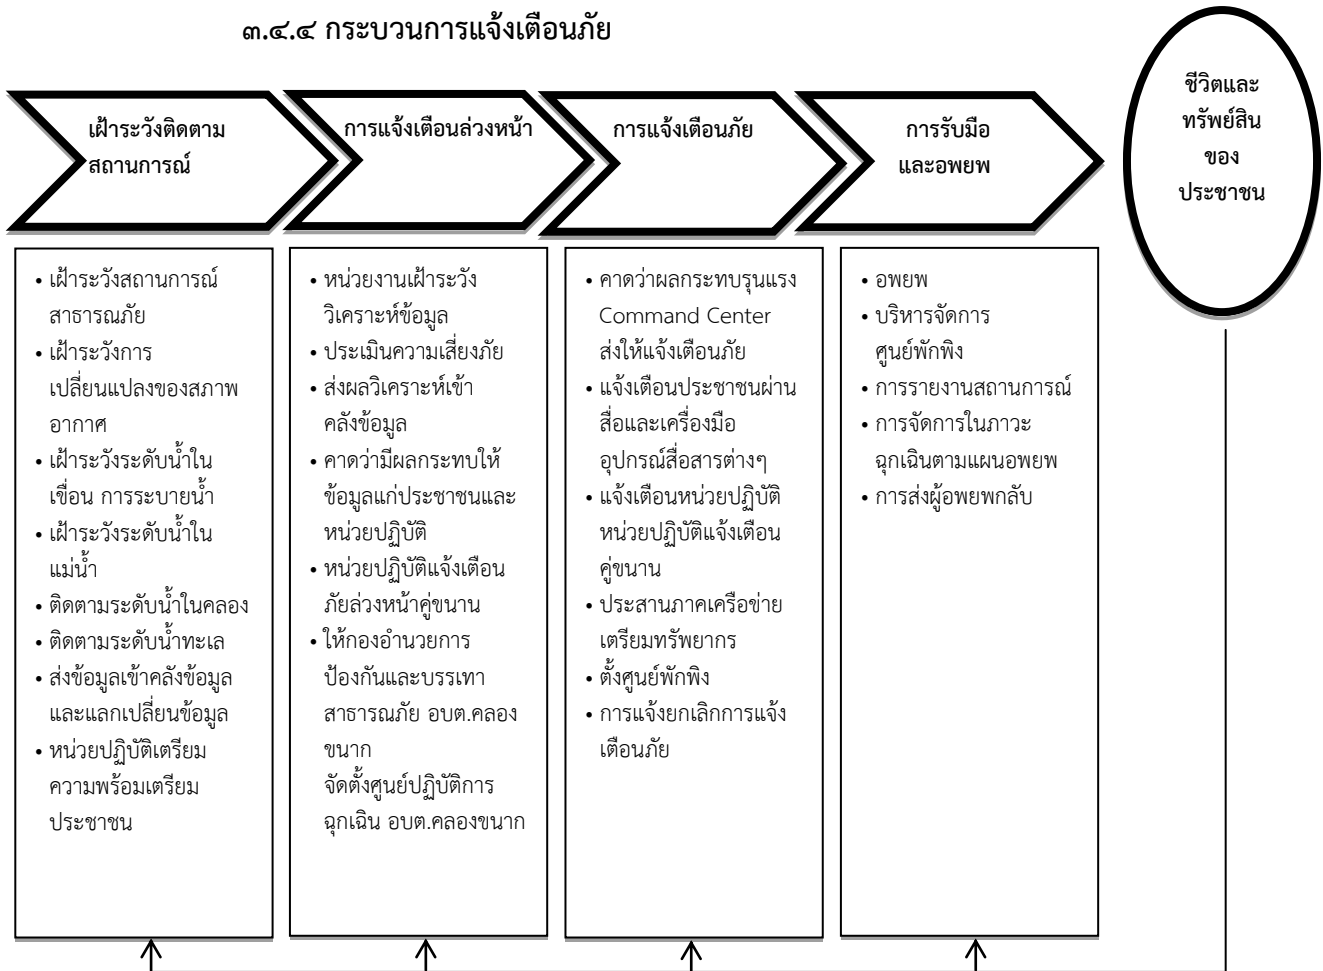 ๓.๔.๔ กระบวนการแจ้งเตือนภัย
เฝ้าระวังติดตาม
สถานการณ์
การแจ้งเตือนล่วงหน้า
การแจ้งเตือนภัย
การรับมือ
และอพยพ
ชีวิตและ
ทรัพย์สิน
ของ
ประชาชน
• เฝ้าระวังสถานการณ์
สาธารณภัย
• เฝ้าระวังการ
เปลี่ยนแปลงของสภาพ
อากาศ
• เฝ้าระวังระดับน้ำใน
เขื่อน การระบายน้ำ
• เฝ้าระวังระดับน้ำใน
แม่น้ำ
• ติดตามระดับน้ำในคลอง
• ติดตามระดับน้ำทะเล
• ส่งข้อมูลเข้าคลังข้อมูล
และแลกเปลี่ยนข้อมูล
• หน่วยปฏิบัติเตรียม
ความพร้อมเตรียม
ประชาชน
• หน่วยงานเฝ้าระวัง
วิเคราะห์ข้อมูล
• ประเมินความเสี่ยงภัย
• ส่งผลวิเคราะห์เข้า
คลังข้อมูล
• คาดว่ามีผลกระทบให้
ข้อมูลแก่ประชาชนและ
หน่วยปฏิบัติ
• หน่วยปฏิบัติแจ้งเตือน
ภัยล่วงหน้าคู่ขนาน
• ให้กองอำนวยการ
ป้องกันและบรรเทา
สาธารณภัย อบต.คลอง
ขนาก
จัดตั้งศูนย์ปฏิบัติการ
ฉุกเฉิน อบต.คลองขนาก
• คาดว่าผลกระทบรุนแรง
Command Center
ส่งให้แจ้งเตือนภัย
• แจ้งเตือนประชาชนผ่าน
สื่อและเครื่องมือ
อุปกรณ์สื่อสารต่างๆ
• แจ้งเตือนหน่วยปฏิบัติ
หน่วยปฏิบัติแจ้งเตือน
คู่ขนาน
• ประสานภาคเครือข่าย
เตรียมทรัพยากร
• ตั้งศูนย์พักพิง
• การแจ้งยกเลิกการแจ้ง
เตือนภัย
• อพยพ
• บริหารจัดการ
ศูนย์พักพิง
• การรายงานสถานการณ์
• การจัดการในภาวะ
ฉุกเฉินตามแผนอพยพ
• การส่งผู้อพยพกลับ